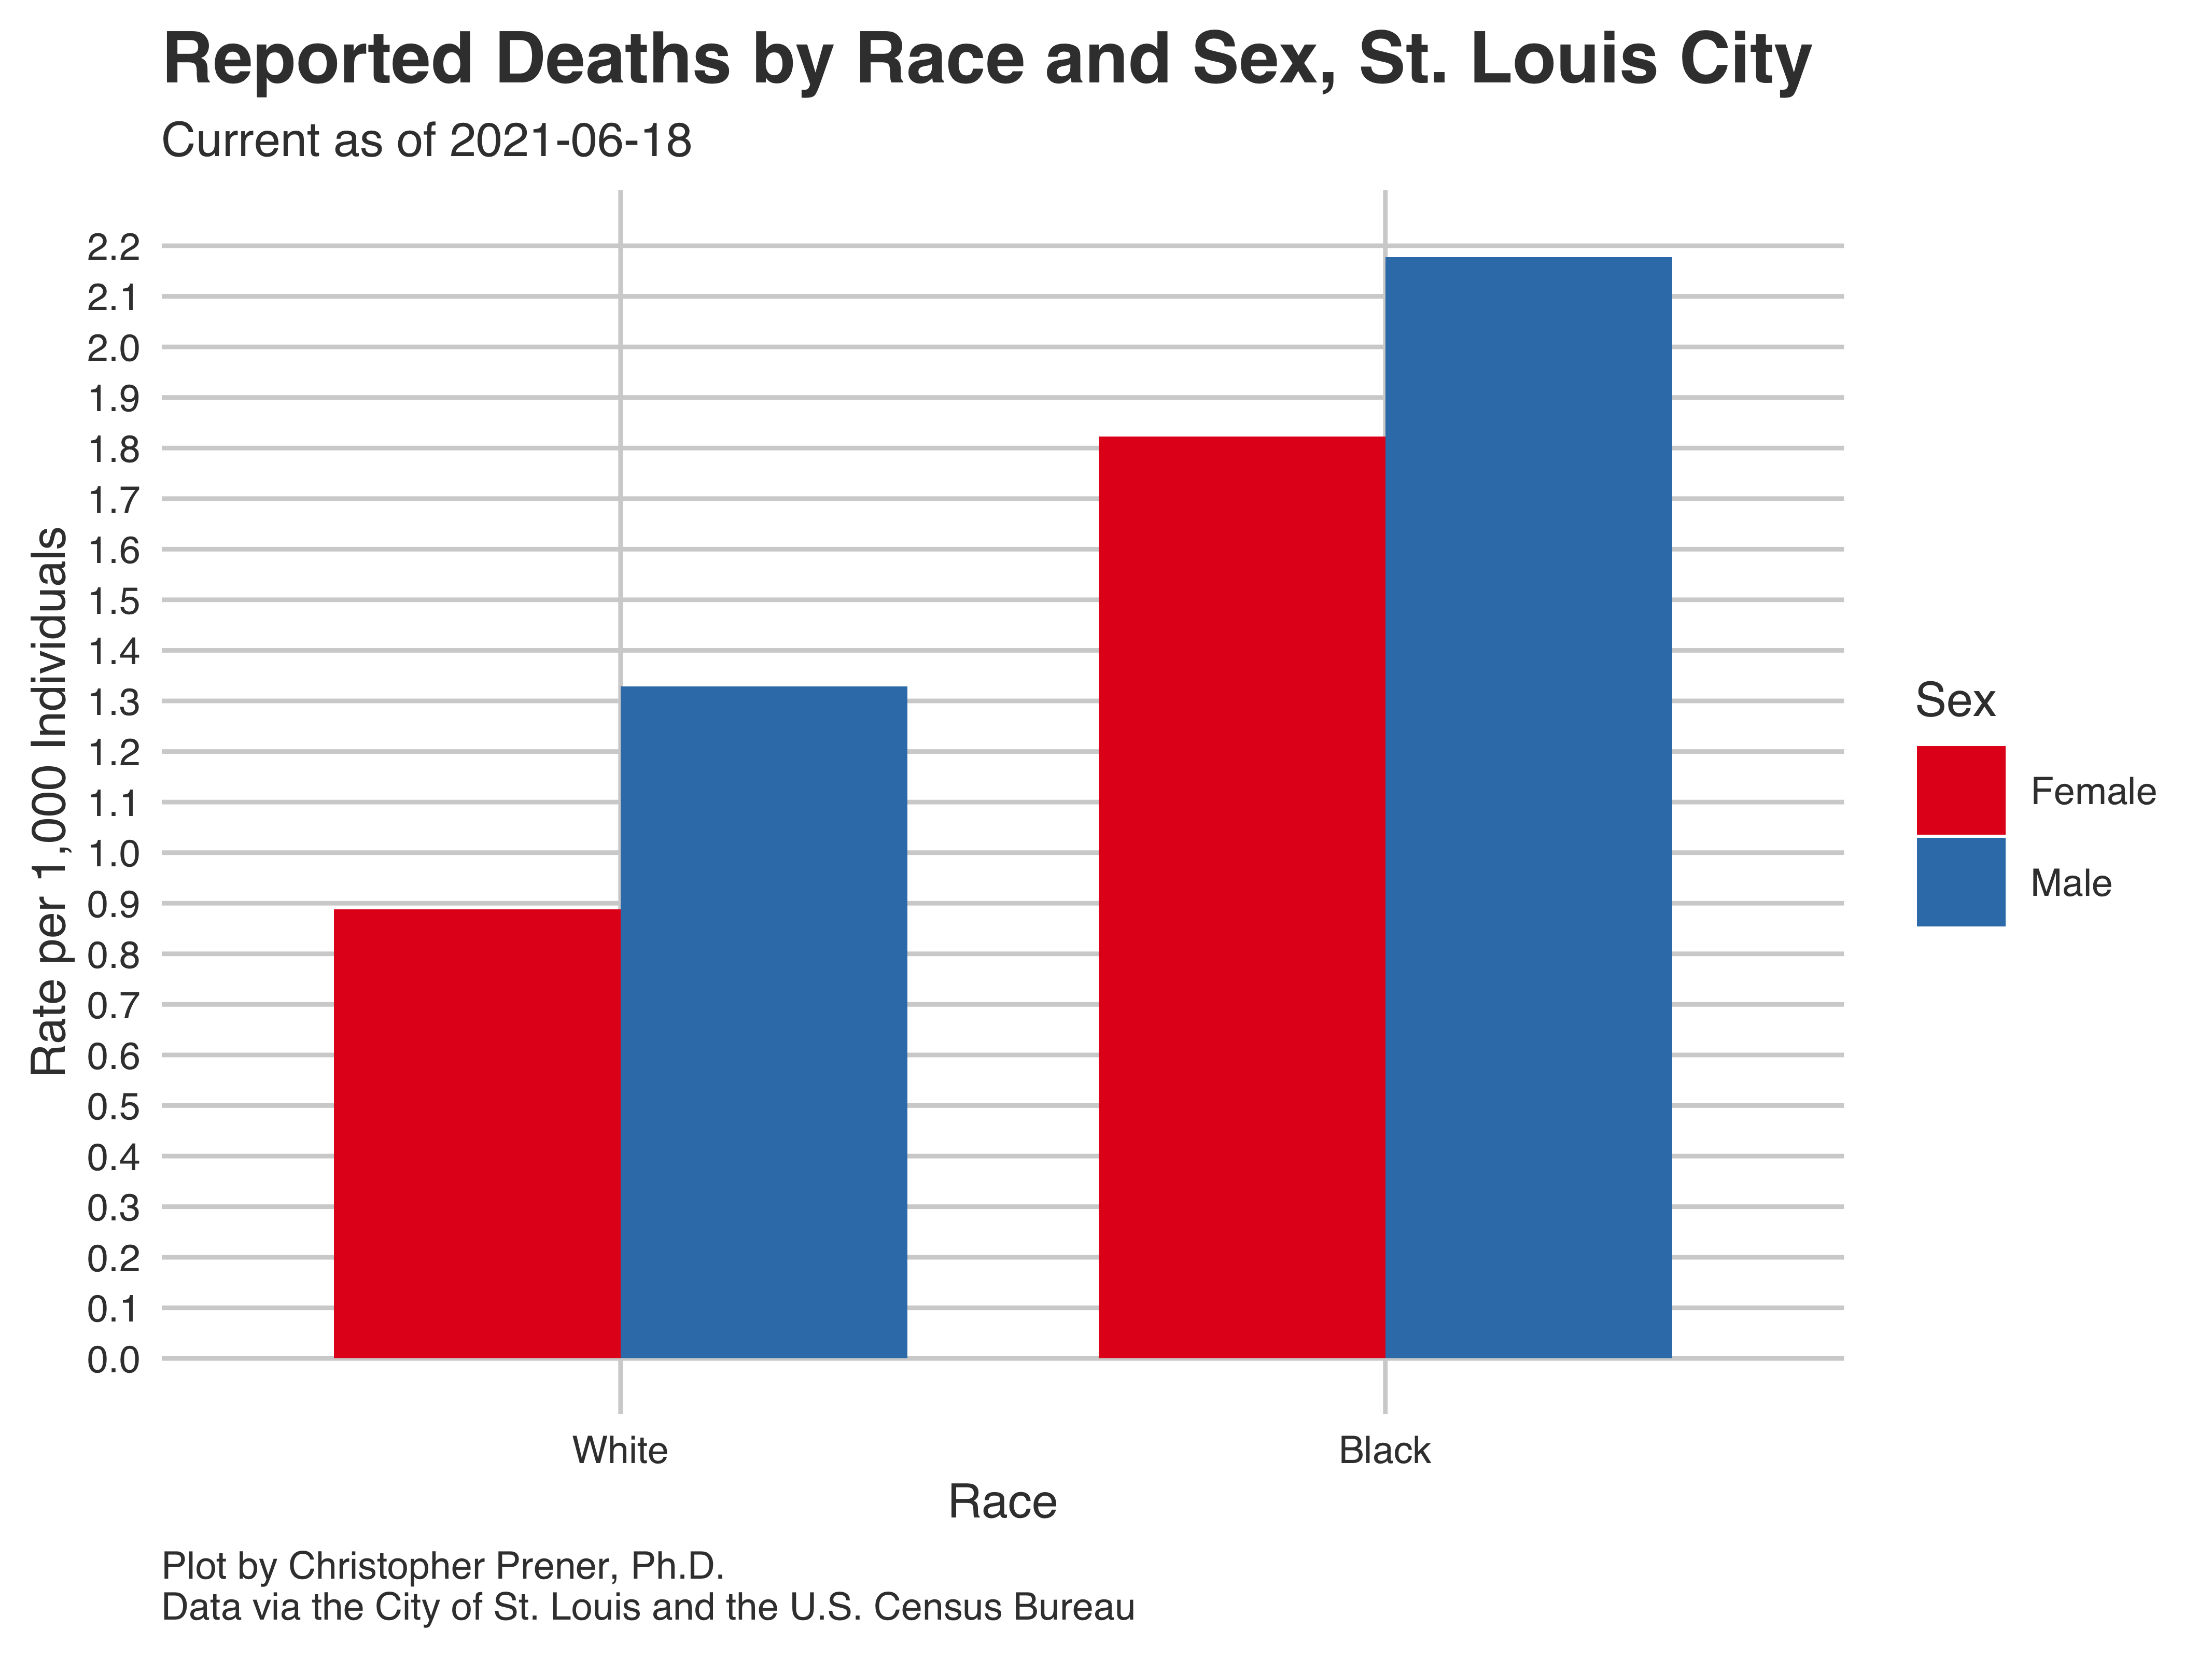 Reported Deaths by Race and Sex, St. Louis City
Current as of 2021-06-18
Rate per 1,000 Individuals
2.2
2.1
2.0
1.9
1.8
1.7
1.6
1.5
1.4
1.3
1.2
1.1
1.0
0.9
0.8
0.7
0.6
0.5
0.4
0.3
0.2
0.1
0.0
White
Black
Race
Sex
Female
Male
Plot by Christopher Prener, Ph.D.
Data via the City of St. Louis and the U.S. Census Bureau